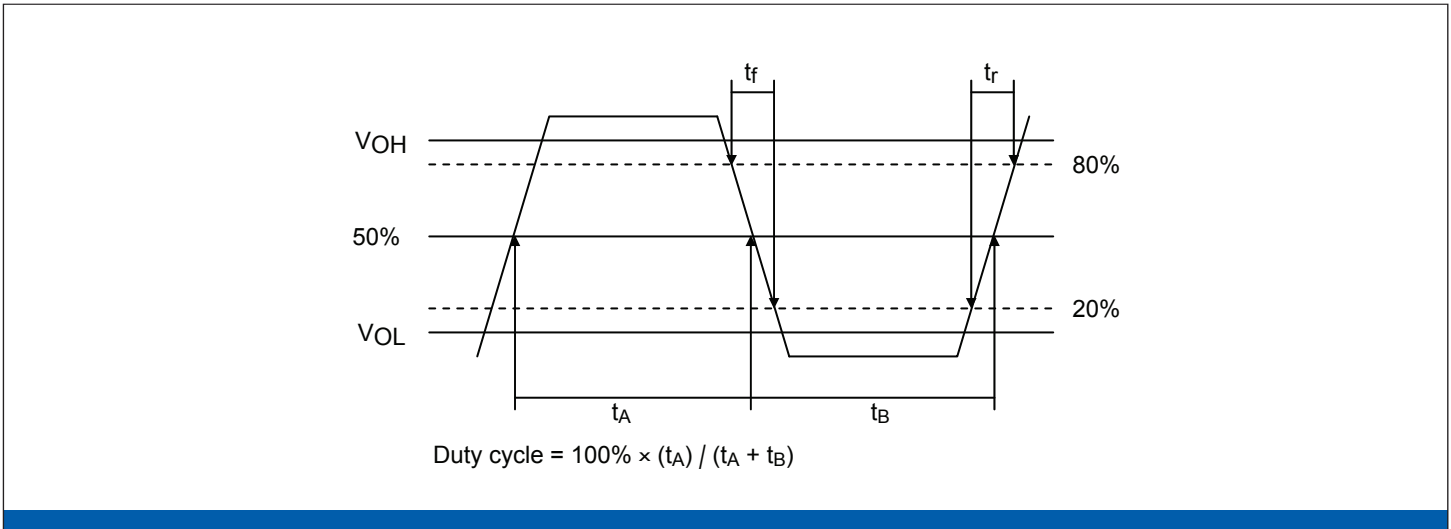 tf
tr
VOH
80%
50%
20%
VOL
tA
tB
Duty cycle = 100% × (tA) / (tA + tB)